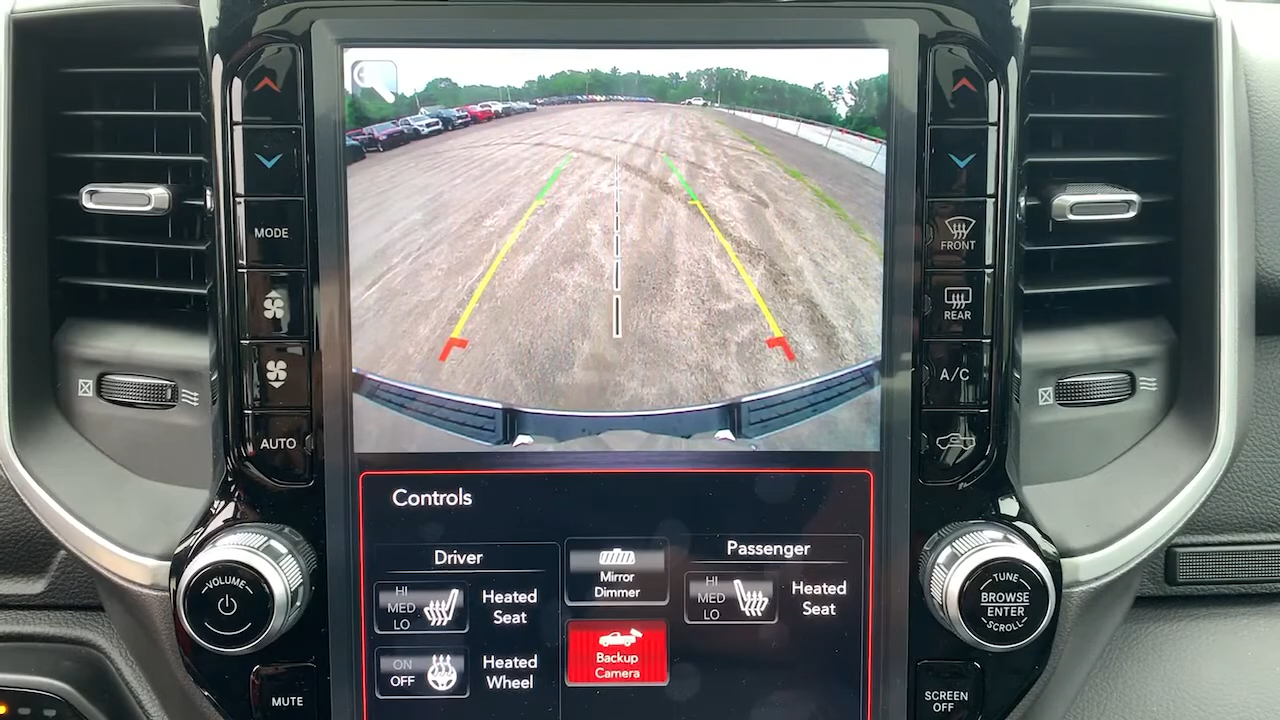 MODE
AUTO
FRONT
REAR
A/C
Controls
Driver
HI
MED
LO
Heated
Seat
ON
OFF
Heated
Wheel
Mirror
Dimmer
Backup
Camera
Passenger
HI
MED
LO
Heated
Seat
VOLUME
MUTE
TUNE
BROWSE
ENTER
SCROLL
SCREEN
OFF